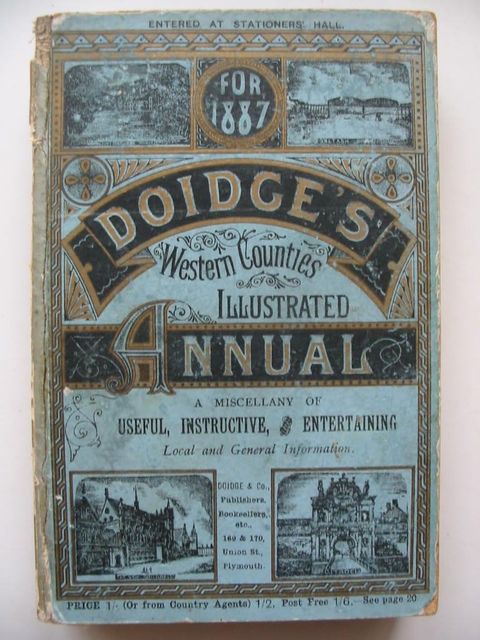 ENTERED AT STATIONERS' HALL.
FOR
1887
DOIDGE'S
Western Counties
ILLUSTRATED
ANNUAL
A MISCELLANY OF
USEFUL, INSTRUCTIVE, and ENTERTAINING
Local and General Information.
DOIDGE & Co.,
Publishers,
Booksellers,
etc.,
169 & 170,
Union St.,
Plymouth.
CITADEL
PRICE 1/- (Or from Country Agents) 1/2, Post Free 1/6.—See page 20